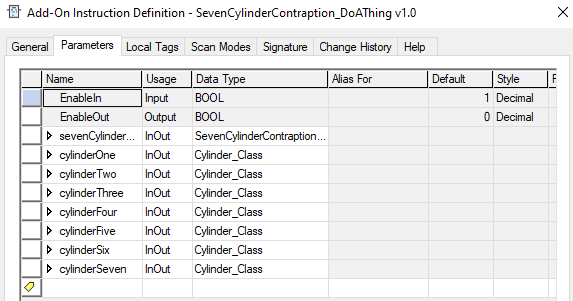 Add-On Instruction Definition - SevenCylinderContraption_DoAThing v1.0
General Parameters Local Tags Scan Modes Signature Change History Help
Name Usage Data Type Alias For Default Style
EnableIn Input BOOL 1 Decimal
EnableOut Output BOOL 0 Decimal
sevenCylinder... InOut SevenCylinderContraption...
cylinderOne InOut Cylinder_Class
cylinderTwo InOut Cylinder_Class
cylinderThree InOut Cylinder_Class
cylinderFour InOut Cylinder_Class
cylinderFive InOut Cylinder_Class
cylinderSix InOut Cylinder_Class
cylinderSeven InOut Cylinder_Class